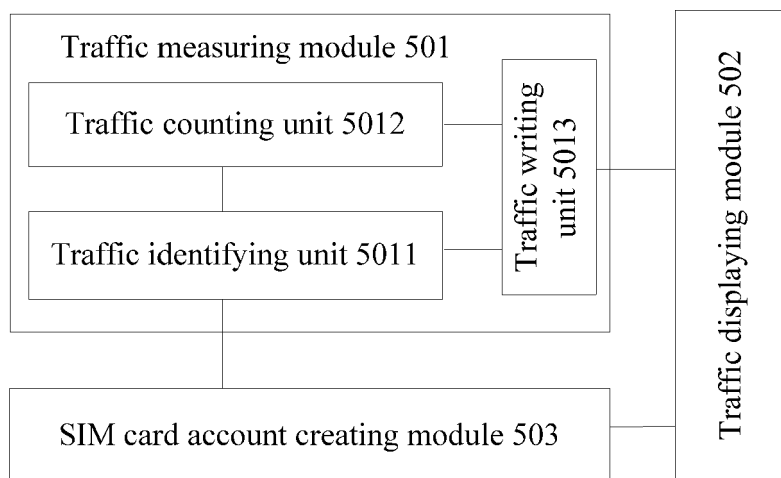 Traffic measuring module 501
Traffic counting unit 5012
Traffic identifying unit 5011
Traffic writing
unit 5013
Traffic displaying module 502
SIM card account creating module 503